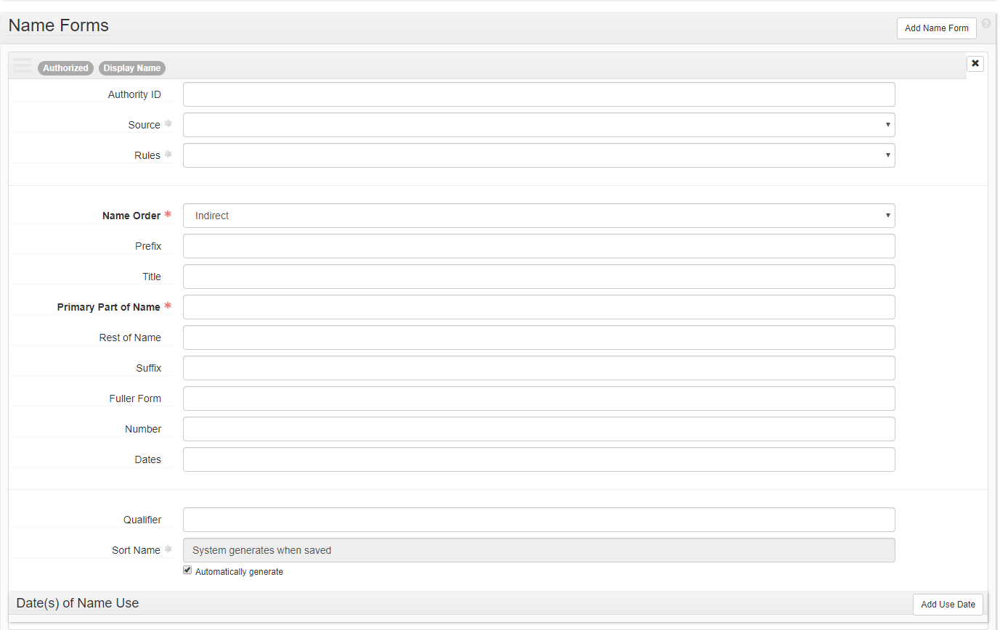 Name Forms
Add Name Form
Authorized Display Name
Authority ID
Source
Rules
Name Order * Indirect
Prefix
Title
Primary Part of Name *
Rest of Name
Suffix
Fuller Form
Number
Dates
Qualifier
Sort Name System generates when saved
Automatically generate
Date(s) of Name Use
Add Use Date